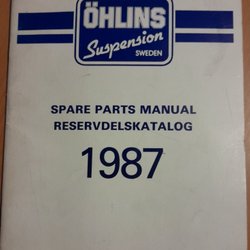 ÖHLINS
Suspension
SWEDEN
SPARE PARTS MANUAL
RESERVDELSKATALOG
1987